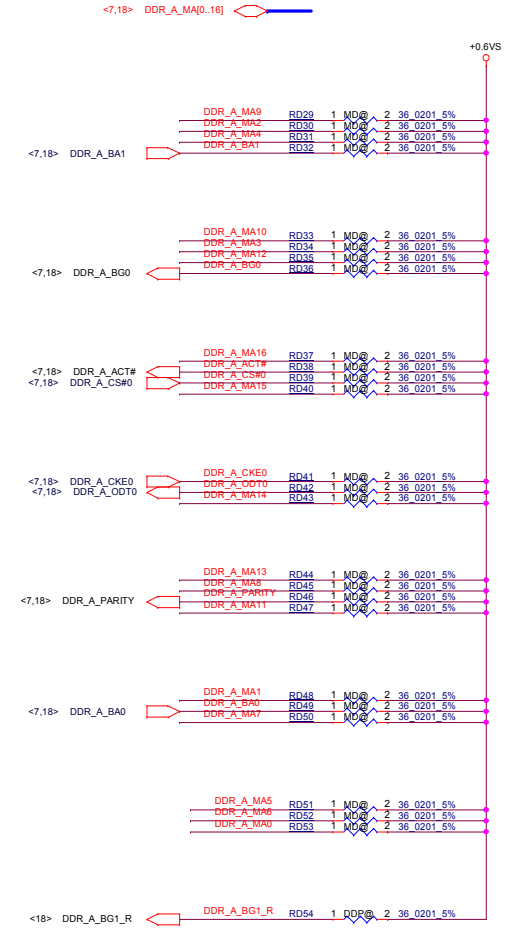 <7,18> DDR_A_MA[0..16]
+0.6VS
DDR_A_MA9 RD29 1 MD@ 2 36_0201_5%
DDR_A_MA2 RD30 1 MD@ 2 36_0201_5%
DDR_A_MA4 RD31 1 MD@ 2 36_0201_5%
<7,18> DDR_A_BA1 DDR_A_BA1 RD32 1 MD@ 2 36_0201_5%
DDR_A_MA10 RD33 1 MD@ 2 36_0201_5%
DDR_A_MA3 RD34 1 MD@ 2 36_0201_5%
DDR_A_MA12 RD35 1 MD@ 2 36_0201_5%
<7,18> DDR_A_BG0 DDR_A_BG0 RD36 1 MD@ 2 36_0201_5%
DDR_A_MA16 RD37 1 MD@ 2 36_0201_5%
<7,18> DDR_A_ACT# DDR_A_ACT# RD38 1 MD@ 2 36_0201_5%
<7,18> DDR_A_CS#0 DDR_A_CS#0 RD39 1 MD@ 2 36_0201_5%
DDR_A_MA15 RD40 1 MD@ 2 36_0201_5%
<7,18> DDR_A_CKE0 DDR_A_CKE0 RD41 1 MD@ 2 36_0201_5%
<7,18> DDR_A_ODT0 DDR_A_ODT0 RD42 1 MD@ 2 36_0201_5%
DDR_A_MA14 RD43 1 MD@ 2 36_0201_5%
DDR_A_MA13 RD44 1 MD@ 2 36_0201_5%
DDR_A_MA8 RD45 1 MD@ 2 36_0201_5%
<7,18> DDR_A_PARITY DDR_A_PARITY RD46 1 MD@ 2 36_0201_5%
DDR_A_MA11 RD47 1 MD@ 2 36_0201_5%
DDR_A_MA1 RD48 1 MD@ 2 36_0201_5%
<7,18> DDR_A_BA0 DDR_A_BA0 RD49 1 MD@ 2 36_0201_5%
DDR_A_MA7 RD50 1 MD@ 2 36_0201_5%
DDR_A_MA5 RD51 1 MD@ 2 36_0201_5%
DDR_A_MA6 RD52 1 MD@ 2 36_0201_5%
DDR_A_MA0 RD53 1 MD@ 2 36_0201_5%
<18> DDR_A_BG1_R DDR_A_BG1_R RD54 1 DDP@ 2 36_0201_5%